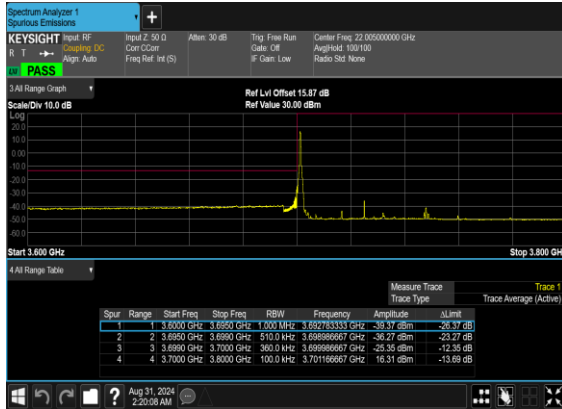 Spectrum Analyzer 1
Spurious Emissions
+
KEYSIGHT Input: RF Input Z: 50 Ω Atten: 30 dB Trig: Free Run Center Freq: 22.005000000 GHz
R T Coupling: DC Corr CCorr Gate: Off Avg|Hold: 100/100
Align: Auto Freq Ref: Int (S) IF Gain: Low Radio Std: None
PASS
3 All Range Graph Ref Lvl Offset 15.87 dB
Scale/Div 10.0 dB Ref Value 30.00 dBm
Log
20.0
10.0
0.00
-10.0
-20.0
-30.0
-40.0
-50.0
-60.0
Start 3.600 GHz Stop 3.800 GH
4 All Range Table
Measure Trace Trace 1
Trace Type Trace Average (Active)
Spur Range Start Freq Stop Freq RBW Frequency Amplitude ΔLimit
1 1 3.6000 GHz 3.6950 GHz 1.000 MHz 3.692783333 GHz -39.37 dBm -26.37 dB
2 2 3.6950 GHz 3.6990 GHz 510.0 kHz 3.698986667 GHz -36.27 dBm -23.27 dB
3 3 3.6990 GHz 3.7000 GHz 360.0 kHz 3.699986667 GHz -25.35 dBm -12.35 dB
4 4 3.7000 GHz 3.8000 GHz 100.0 kHz 3.701166667 GHz 16.31 dBm -13.69 dB
? Aug 31, 2024
2:20:08 AM